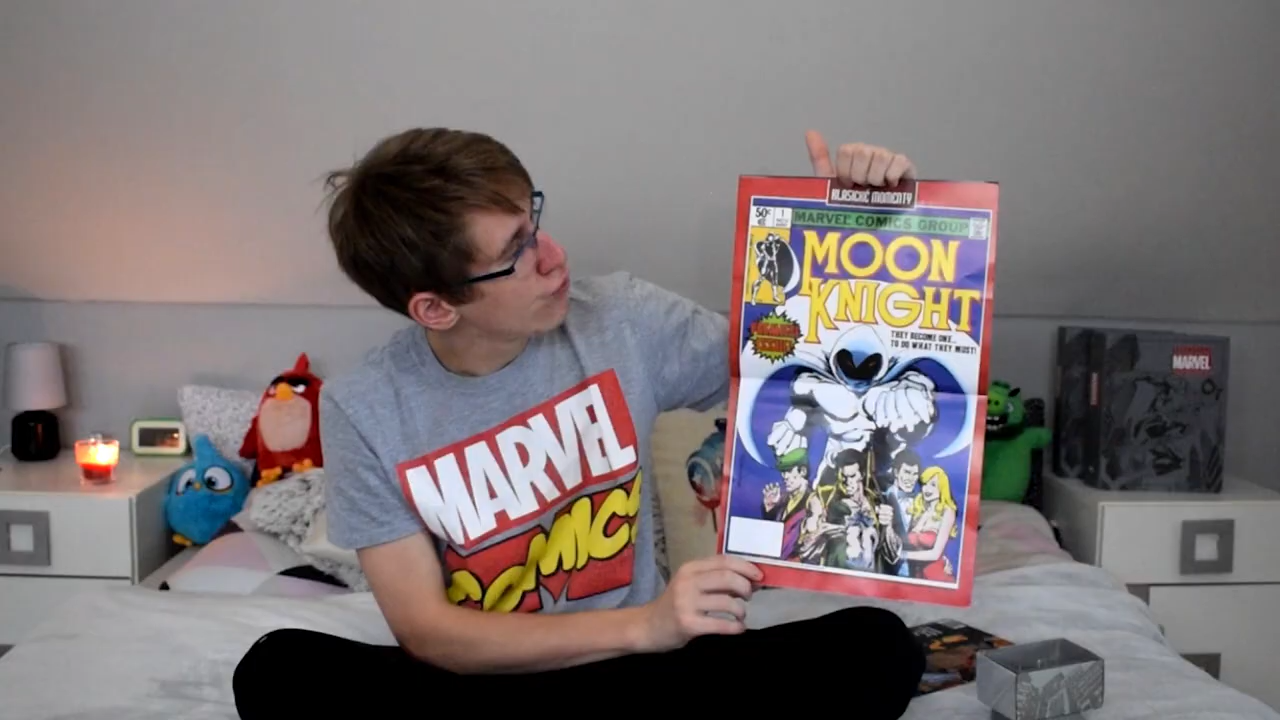 KLASICKÉ MOMENTY
50¢
1
MARVEL COMICS GROUP
MOON
KNIGHT
THEY BECOME ONE...
TO DO WHAT THEY MUST!
MARVEL
COMICS
MARVEL